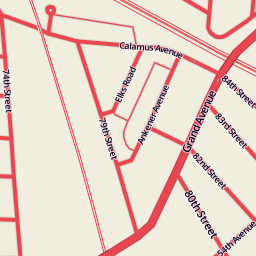 Calamus Avenue
74th Street
Elks Road
84th Street
Ankener Avenue
Grand Avenue
83rd Street
79th Street
82nd Street
80th Street
54th Avenue